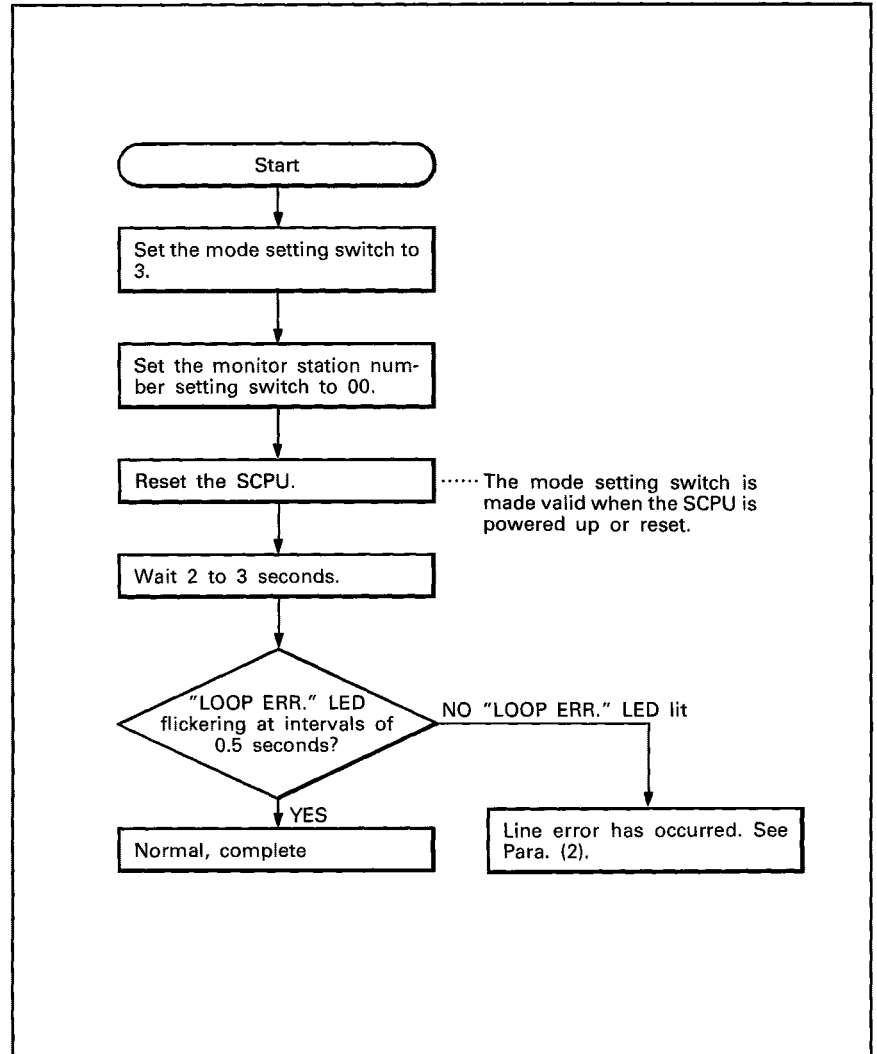 Start
Set the mode setting switch to
3.
Set the monitor station num-
ber setting switch to 00.
Reset the SCPU.
...... The mode setting switch is
made valid when the SCPU is
powered up or reset.
Wait 2 to 3 seconds.
"LOOP ERR." LED
flickering at intervals of
0.5 seconds?
NO "LOOP ERR." LED lit
YES
Normal, complete
Line error has occurred. See
Para. (2).